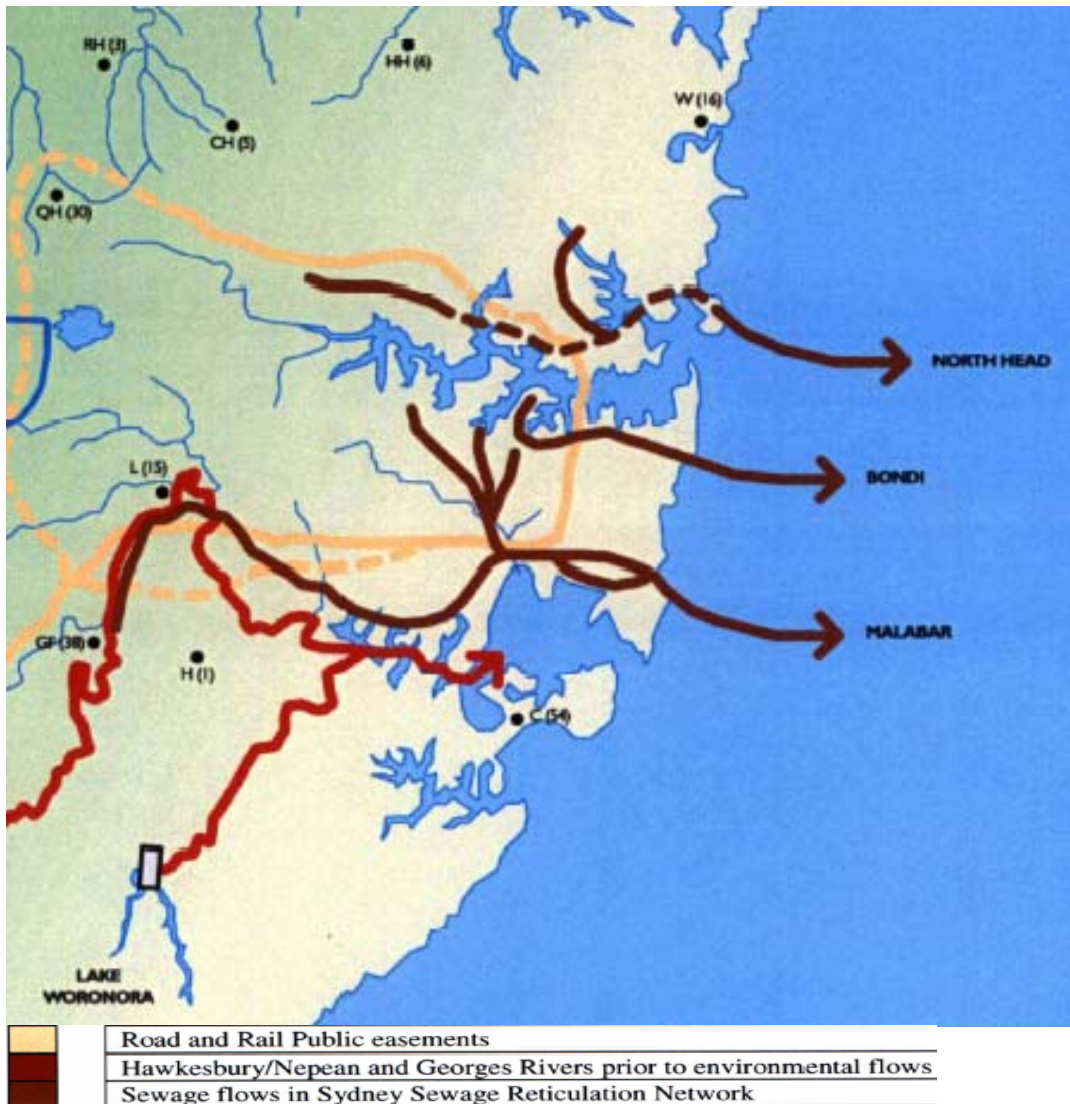 RH (3)
HH (6)
W (16)
CH (5)
QH (30)
NORTH HEAD
L (15)
BONDI
MALABAR
GF (38)
H (1)
C (54)
LAKE
WORONORA
Road and Rail Public easements
Hawkesbury/Nepean and Georges Rivers prior to environmental flows
Sewage flows in Sydney Sewage Reticulation Network